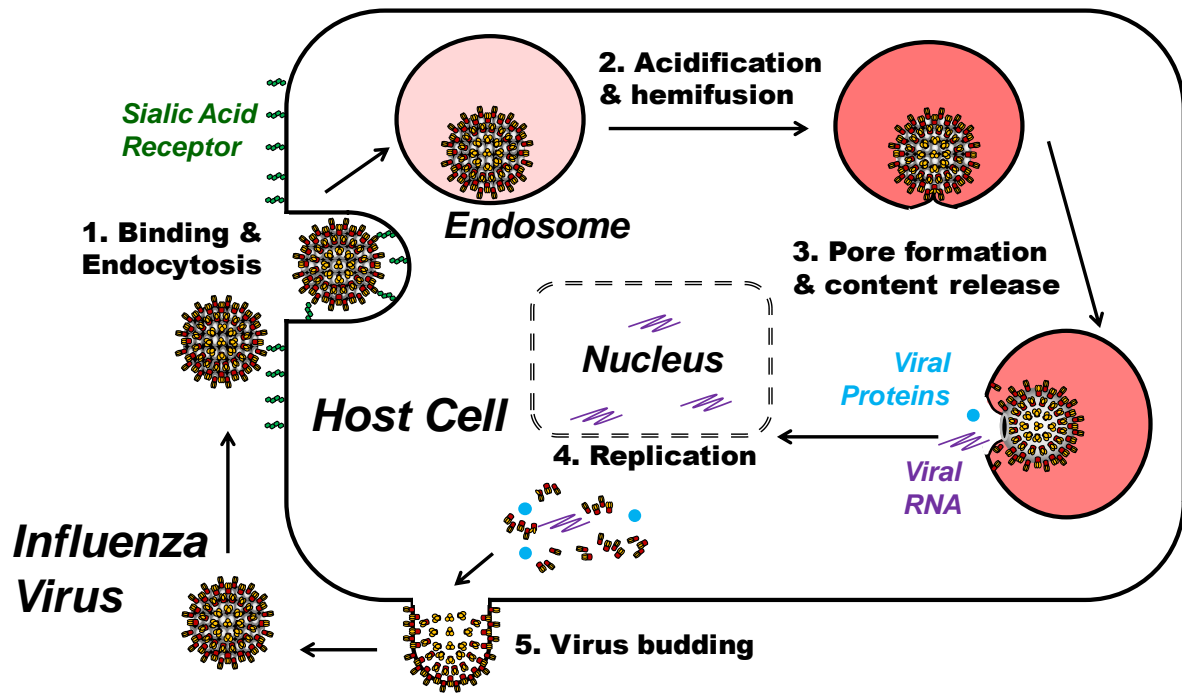 2. Acidification
& hemifusion
Sialic Acid
Receptor
Endosome
1. Binding &
Endocytosis
3. Pore formation
& content release
Nucleus
Viral
Proteins
Host Cell
4. Replication
Viral
RNA
Influenza
Virus
5. Virus budding